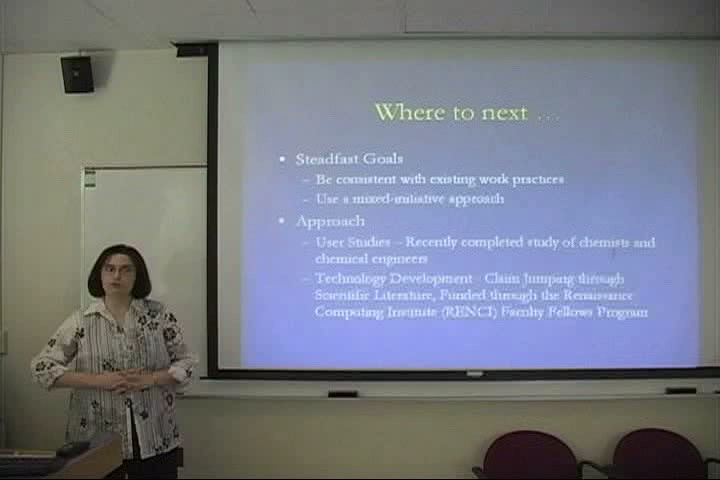 Where to next ...
• Steadfast Goals
– Be consistent with existing work practices
– Use a mixed-initiative approach
• Approach
– User Studies – Recently completed study of chemists and
chemical engineers
– Technology Development - Claim Jumping through
Scientific Literature, Funded through the Renaissance
Computing Institute (RENCI) Faculty Fellows Program